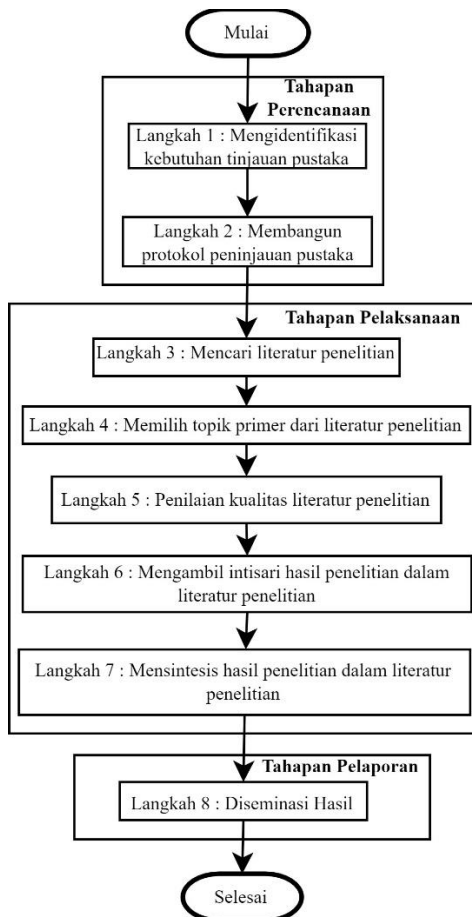 Mulai
Tahapan
Perencanaan
Langkah 1 : Mengidentifikasi
kebutuhan tinjauan pustaka
Langkah 2 : Membangun
protokol peninjauan pustaka
Tahapan Pelaksanaan
Langkah 3 : Mencari literatur penelitian
Langkah 4 : Memilih topik primer dari literatur penelitian
Langkah 5 : Penilaian kualitas literatur penelitian
Langkah 6 : Mengambil intisari hasil penelitian dalam
literatur penelitian
Langkah 7 : Mensintesis hasil penelitian dalam literatur
penelitian
Tahapan Pelaporan
Langkah 8 : Diseminasi Hasil
Selesai